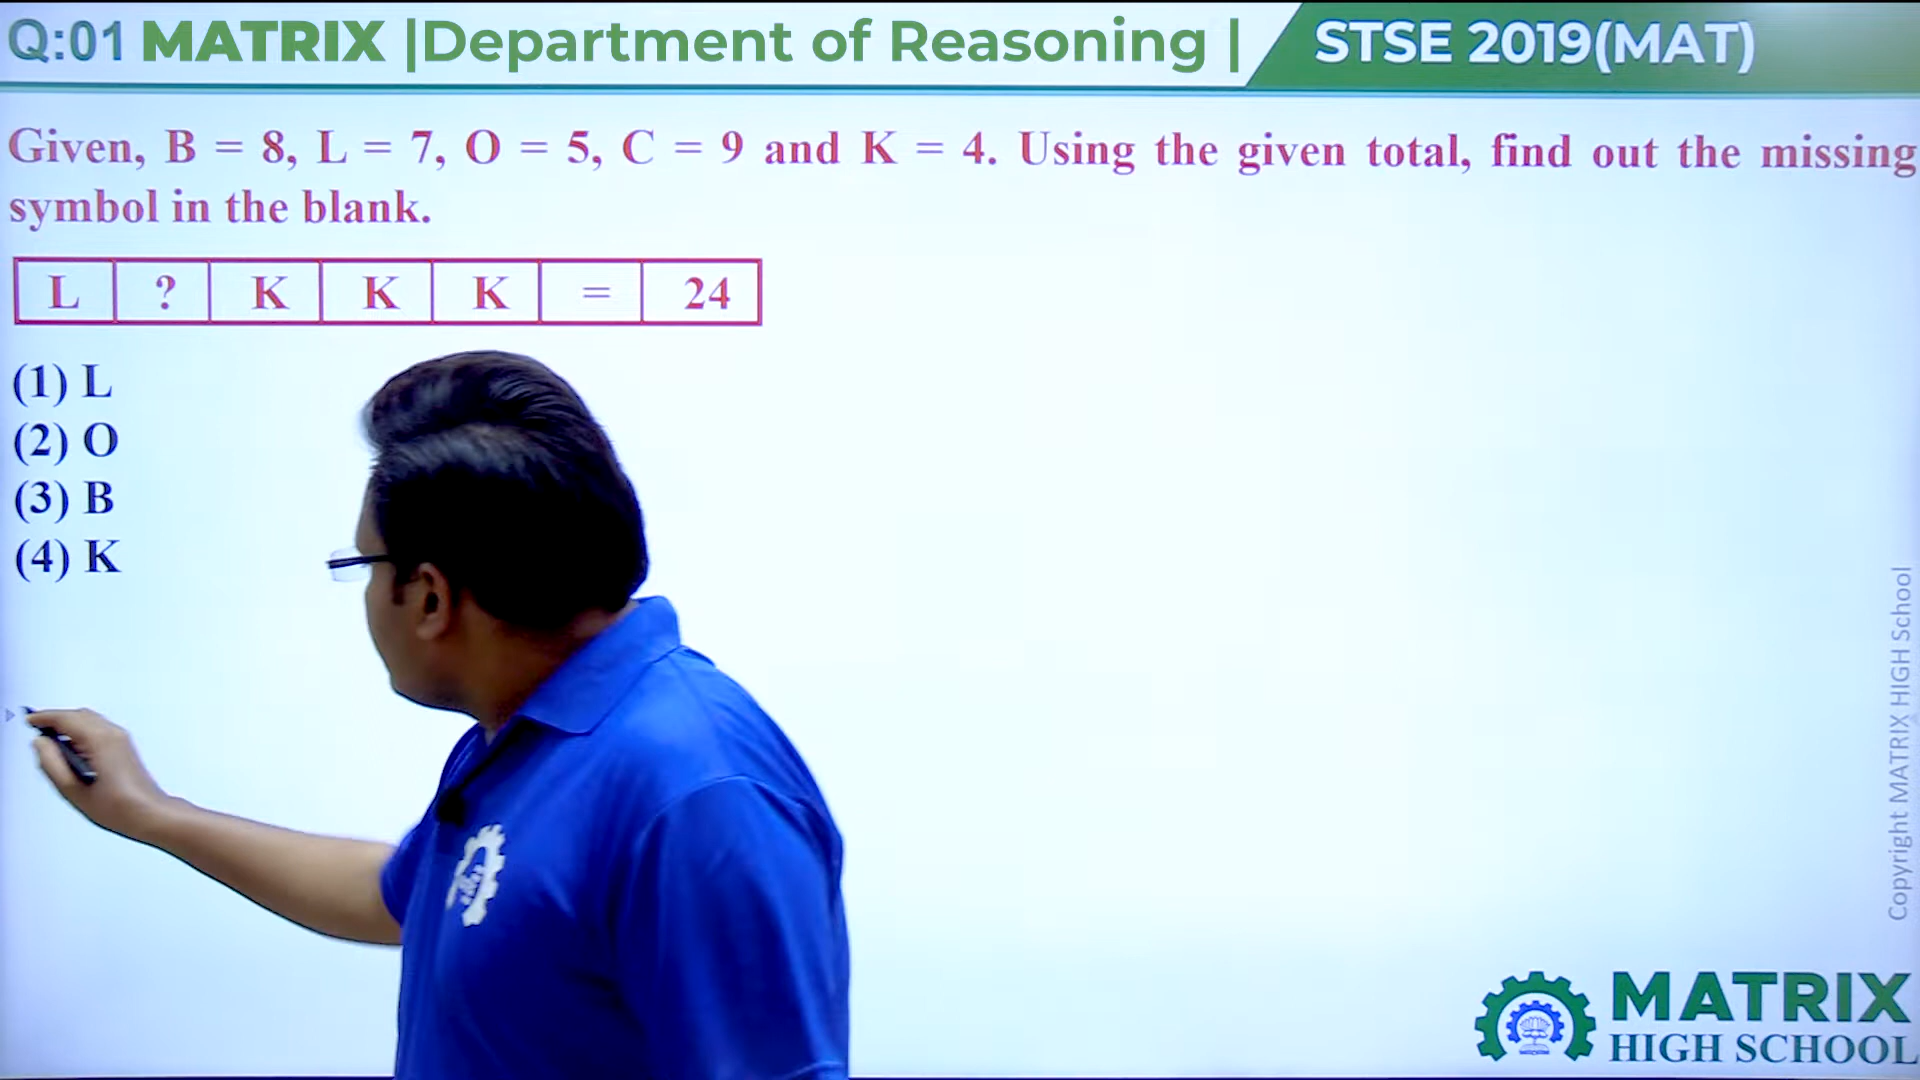 Q:01 MATRIX |Department of Reasoning | STSE 2019(MAT)
Given, B = 8, L = 7, O = 5, C = 9 and K = 4. Using the given total, find out the missing
symbol in the blank.
L ? K K K = 24
(1) L
(2) O
(3) B
(4) K
Copyright MATRIX HIGH School
MATRIX
HIGH SCHOOL